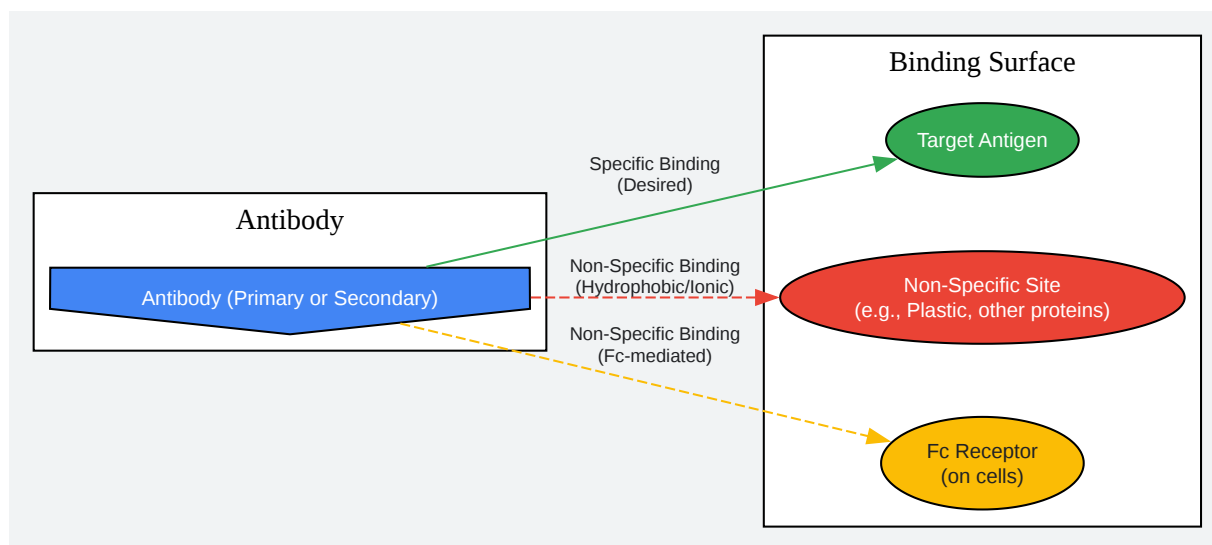 Antibody
Antibody (Primary or Secondary)
Specific Binding
(Desired)
Non-Specific Binding
(Hydrophobic/Ionic)
Non-Specific Binding
(Fc-mediated)
Binding Surface
Target Antigen
Non-Specific Site
(e.g., Plastic, other proteins)
Fc Receptor
(on cells)